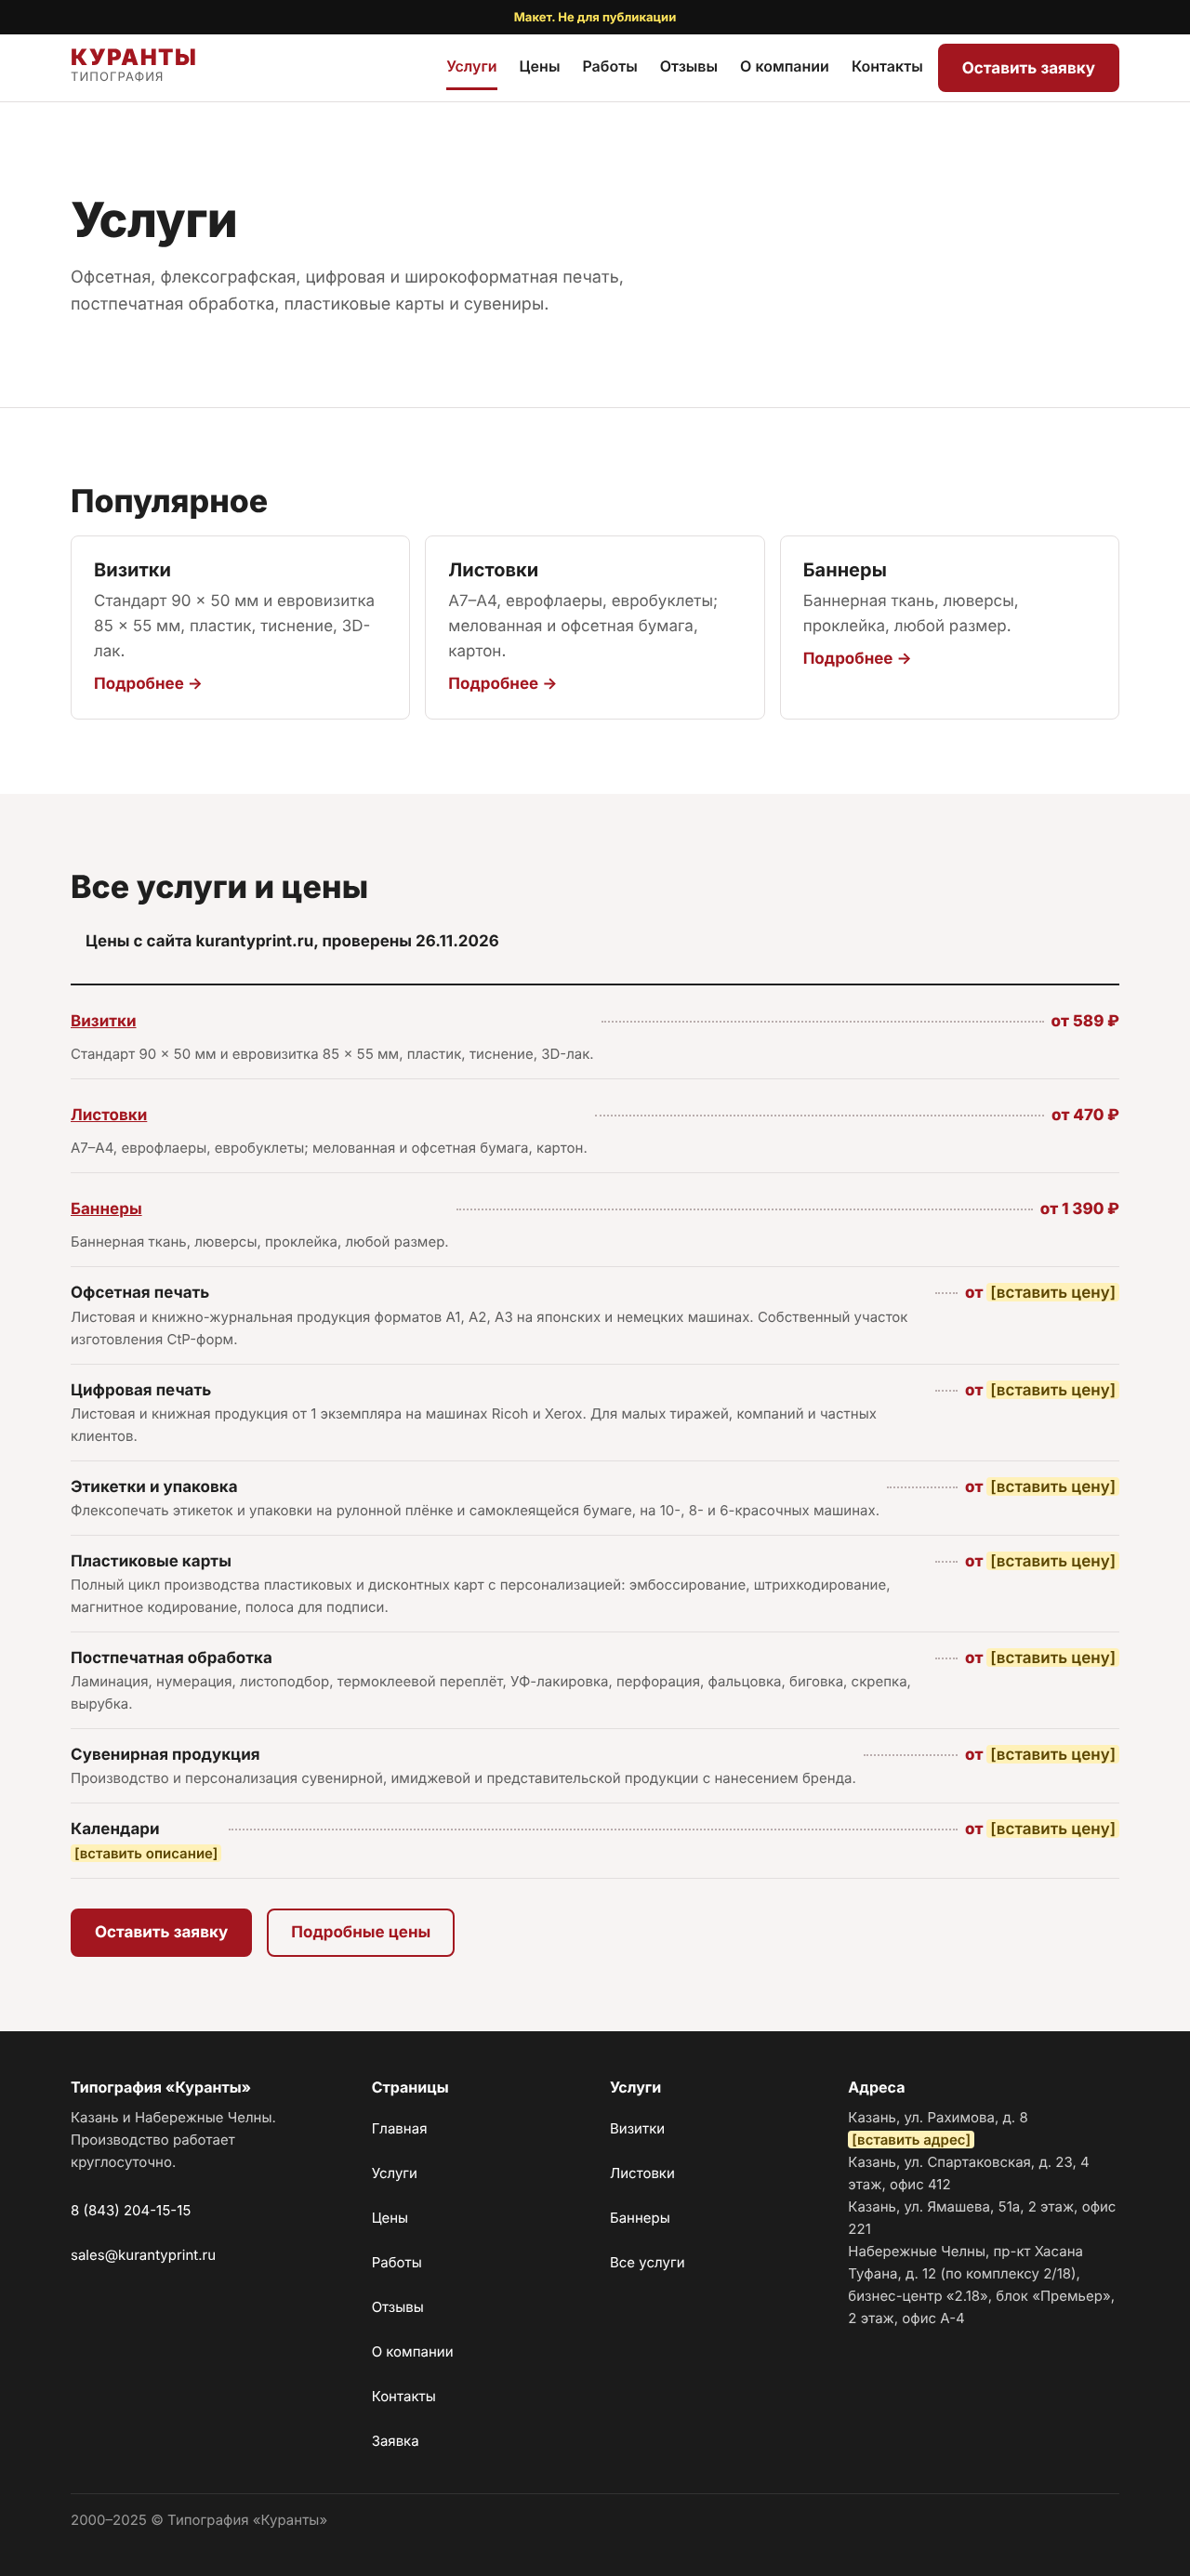 Макет. Не для публикации
КУРАНТЫ
ТИПОГРАФИЯ
Услуги
Цены
Работы
Отзывы
О компании
Контакты
Оставить заявку
Услуги
Офсетная, флексографская, цифровая и широкоформатная печать,
постпечатная обработка, пластиковые карты и сувениры.
Популярное
Визитки
Стандарт 90 × 50 мм и евровизитка
85 × 55 мм, пластик, тиснение, 3D-
лак.
Подробнее →
Листовки
А7–А4, еврофлаеры, евробуклеты;
мелованная и офсетная бумага,
картон.
Подробнее →
Баннеры
Баннерная ткань, люверсы,
проклейка, любой размер.
Подробнее →
Все услуги и цены
Цены с сайта kurantyprint.ru, проверены 26.11.2026
Визитки от 589 ₽
Стандарт 90 × 50 мм и евровизитка 85 × 55 мм, пластик, тиснение, 3D-лак.
Листовки от 470 ₽
А7–А4, еврофлаеры, евробуклеты; мелованная и офсетная бумага, картон.
Баннеры от 1 390 ₽
Баннерная ткань, люверсы, проклейка, любой размер.
Офсетная печать от [вставить цену]
Листовая и книжно-журнальная продукция форматов А1, А2, А3 на японских и немецких машинах. Собственный участок
изготовления CtP-форм.
Цифровая печать от [вставить цену]
Листовая и книжная продукция от 1 экземпляра на машинах Ricoh и Xerox. Для малых тиражей, компаний и частных
клиентов.
Этикетки и упаковка от [вставить цену]
Флексопечать этикеток и упаковки на рулонной плёнке и самоклеящейся бумаге, на 10-, 8- и 6-красочных машинах.
Пластиковые карты от [вставить цену]
Полный цикл производства пластиковых и дисконтных карт с персонализацией: эмбоссирование, штрихкодирование,
магнитное кодирование, полоса для подписи.
Постпечатная обработка от [вставить цену]
Ламинация, нумерация, листоподбор, термоклеевой переплёт, УФ-лакировка, перфорация, фальцовка, биговка, скрепка,
вырубка.
Сувенирная продукция от [вставить цену]
Производство и персонализация сувенирной, имиджевой и представительской продукции с нанесением бренда.
Календари от [вставить цену]
[вставить описание]
Оставить заявку
Подробные цены
Типография «Куранты»
Казань и Набережные Челны.
Производство работает
круглосуточно.
8 (843) 204-15-15
sales@kurantyprint.ru
Страницы
Главная
Услуги
Цены
Работы
Отзывы
О компании
Контакты
Заявка
Услуги
Визитки
Листовки
Баннеры
Все услуги
Адреса
Казань, ул. Рахимова, д. 8
[вставить адрес]
Казань, ул. Спартаковская, д. 23, 4
этаж, офис 412
Казань, ул. Ямашева, 51а, 2 этаж, офис
221
Набережные Челны, пр-кт Хасана
Туфана, д. 12 (по комплексу 2/18),
бизнес-центр «2.18», блок «Премьер»,
2 этаж, офис А-4
2000–2025 © Типография «Куранты»